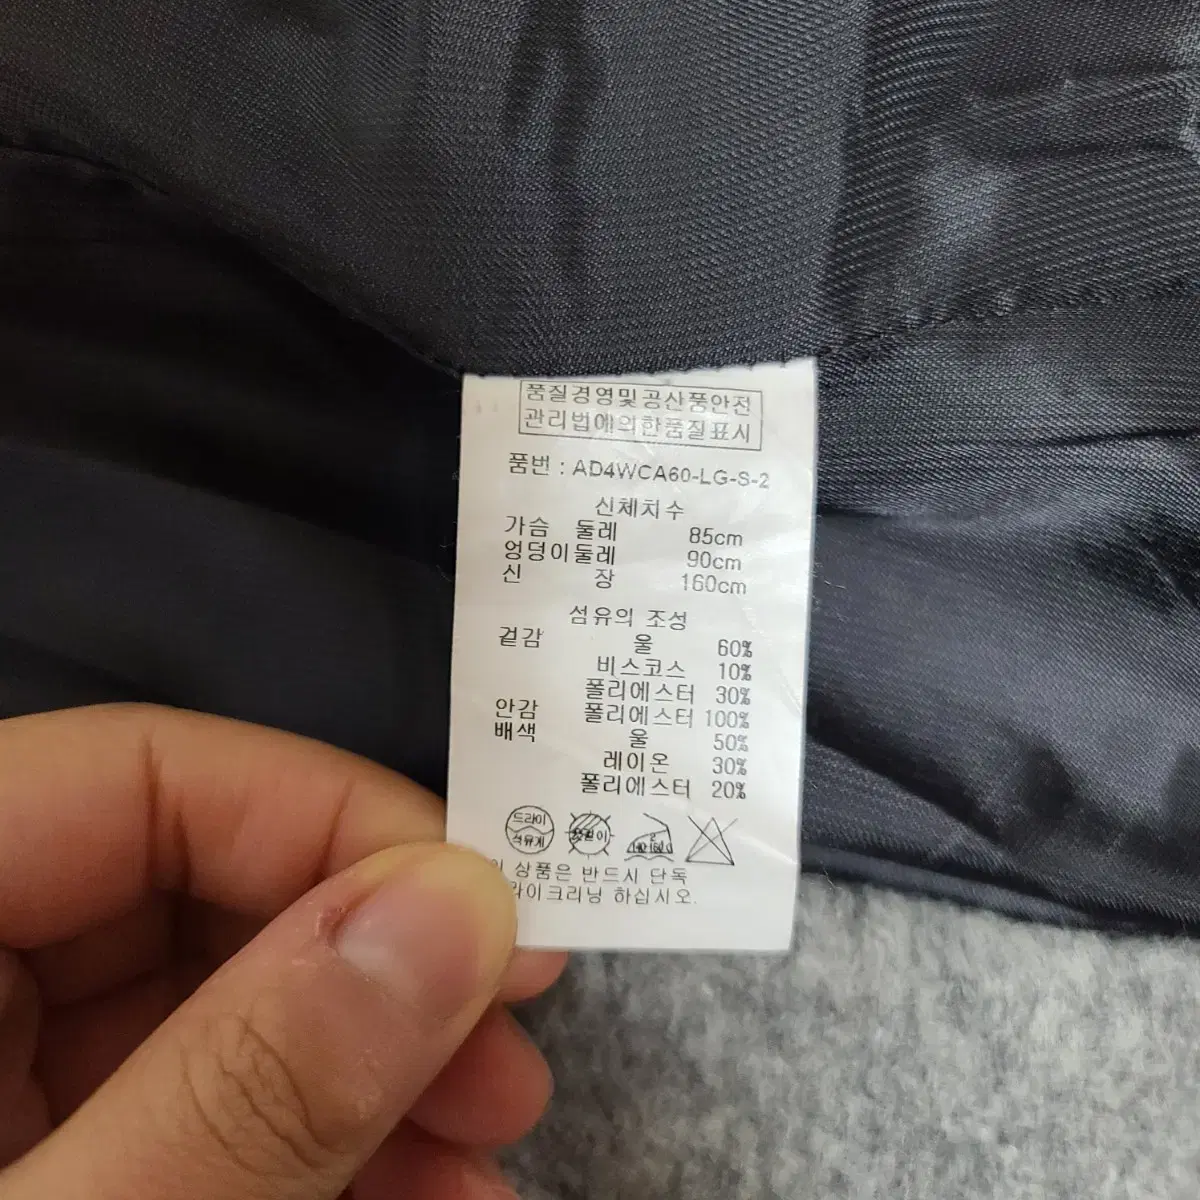 품질경영및공산품안전
관리법에의한품질표시
품번 : AD4WCA60-LG-S-2
신체치수
가슴 둘레 85cm
엉덩이둘레 90cm
신 장 160cm
섬유의 조성
겉감 울 60%
비스코스 10%
폴리에스터 30%
안감 폴리에스터 100%
배색 울 50%
레이온 30%
폴리에스터 20%
드라이
석유계
상품은 반드시 단독
라이크리닝 하십시오.